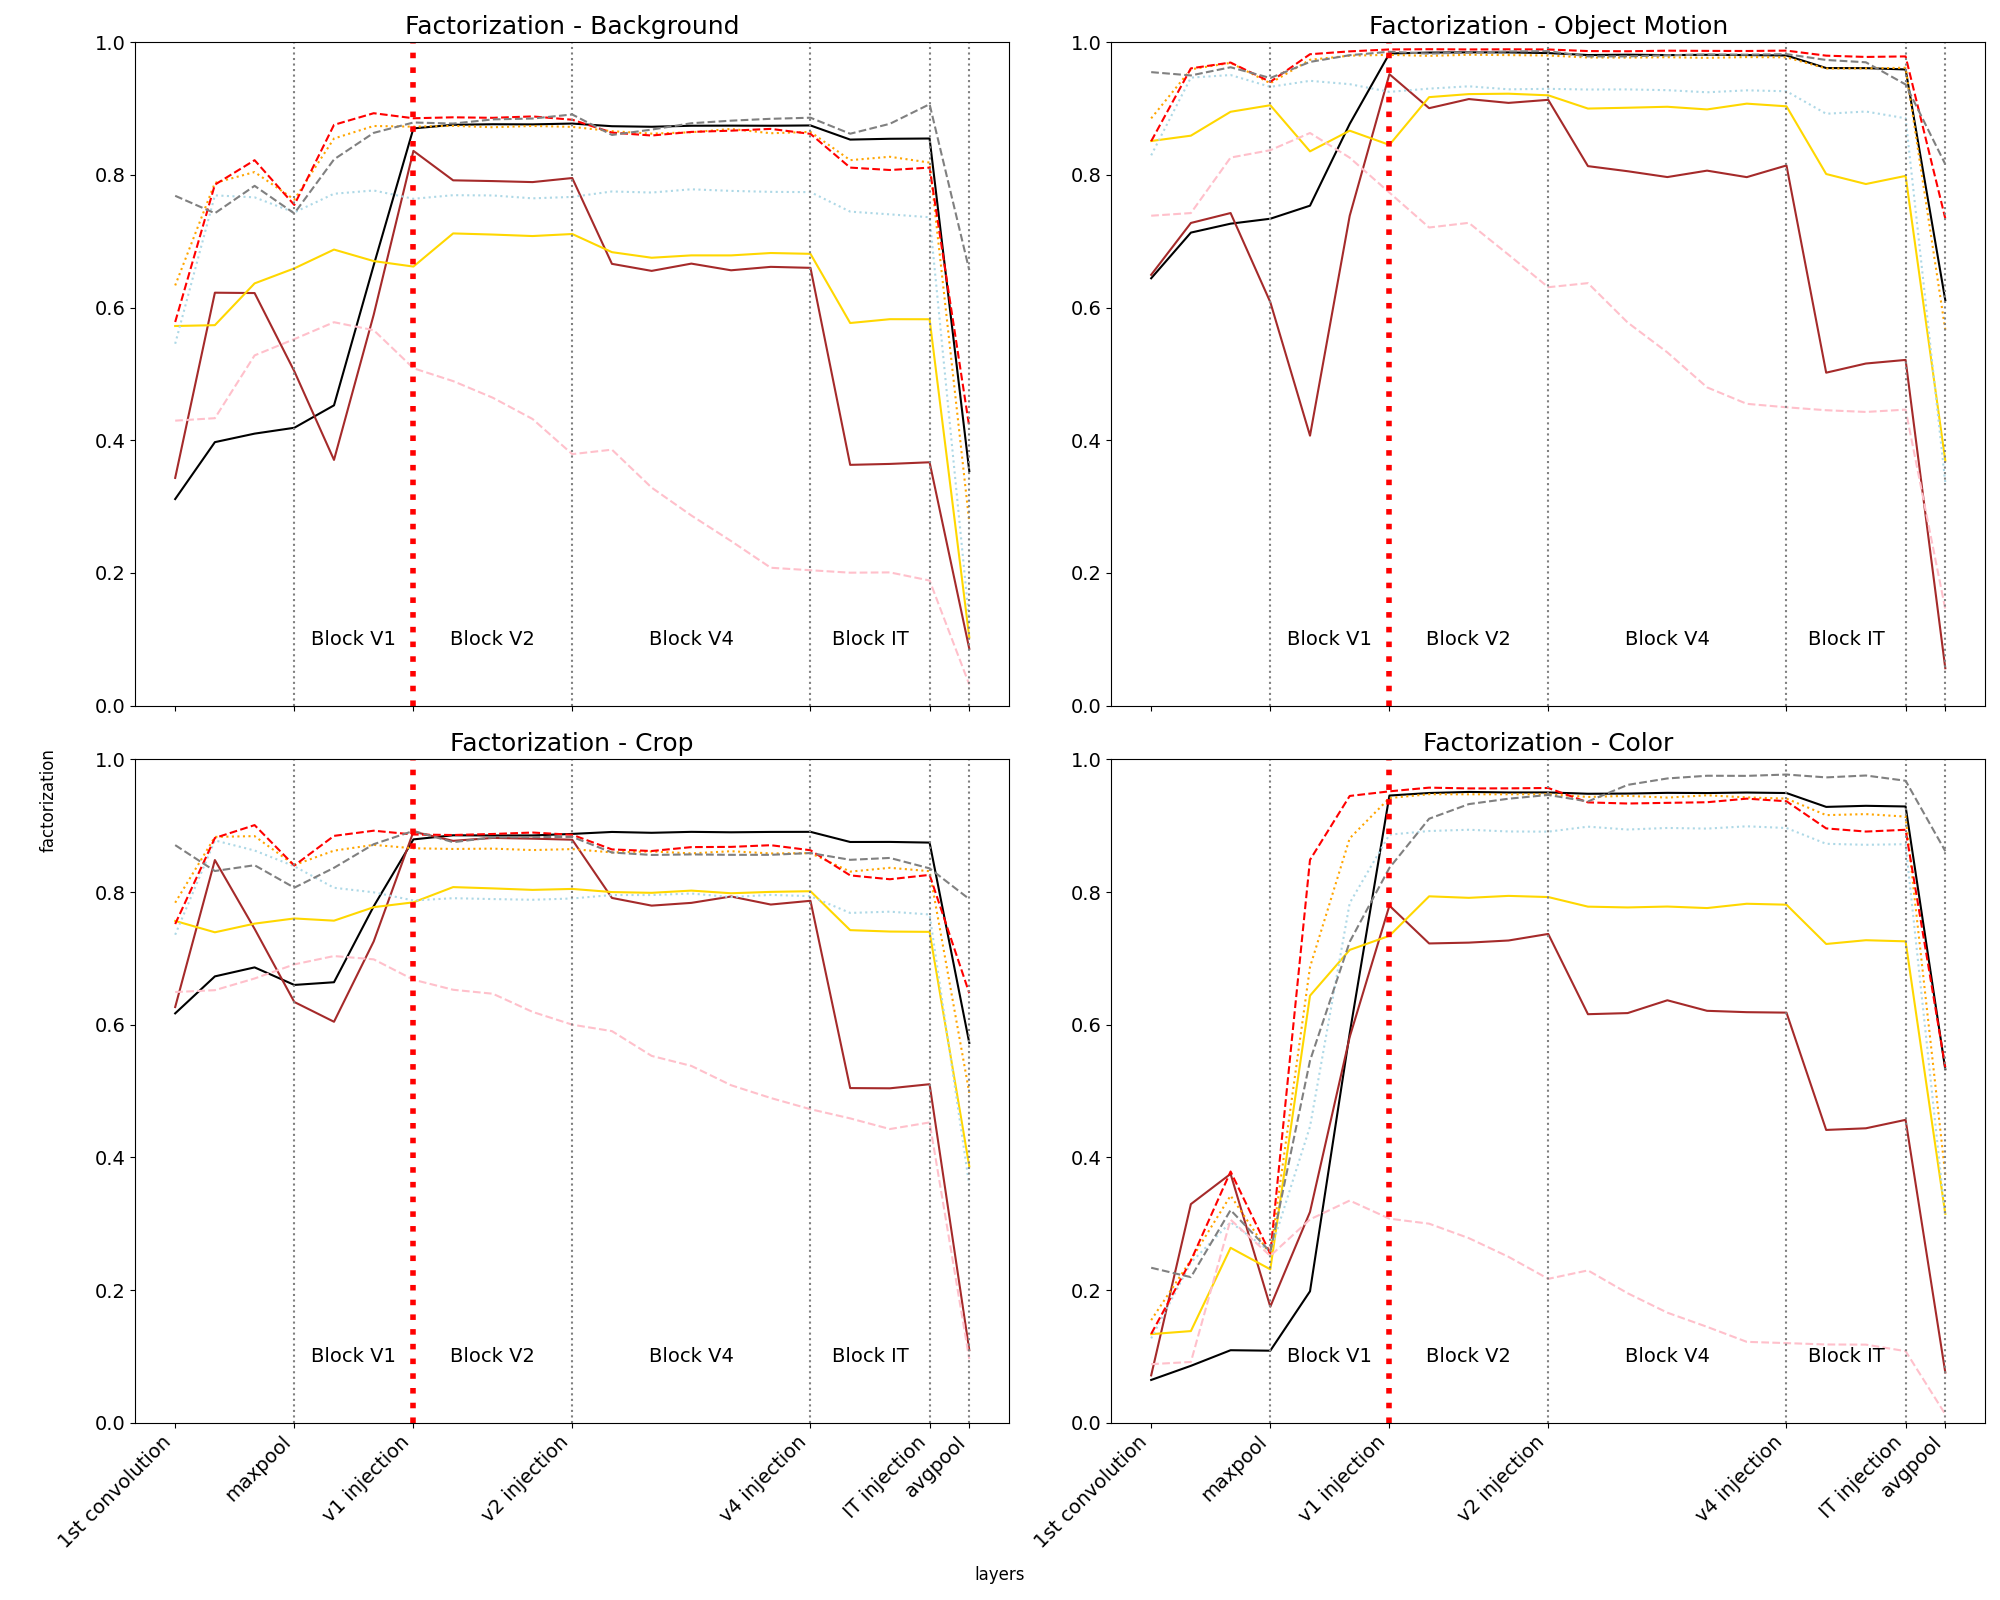 Factorization - Background
1.0
0.8
0.6
0.4
0.2
0.0
Block V1
Block V2
Block V4
Block IT
Factorization - Object Motion
1.0
0.8
0.6
0.4
0.2
0.0
Block V1
Block V2
Block V4
Block IT
factorization
Factorization - Crop
1.0
0.8
0.6
0.4
0.2
0.0
Block V1
Block V2
Block V4
Block IT
1st convolution
maxpool
v1 injection
v2 injection
v4 injection
IT injection
avgpool
Factorization - Color
1.0
0.8
0.6
0.4
0.2
0.0
Block V1
Block V2
Block V4
Block IT
1st convolution
maxpool
v1 injection
v2 injection
v4 injection
IT injection
avgpool
layers